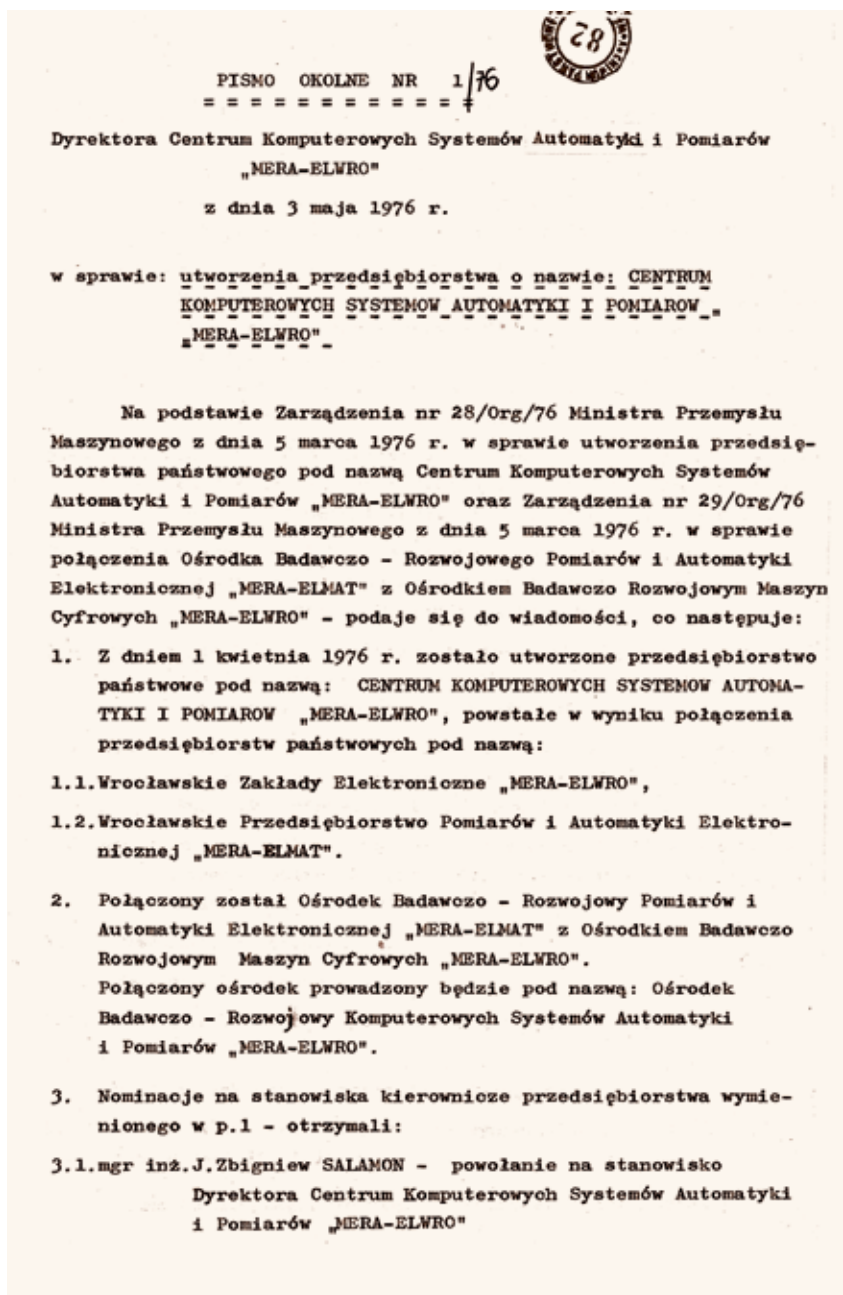 82
PISMO OKOLNE NR 1/76
= = = = = = = = = = = =
Dyrektora Centrum Komputerowych Systemów Automatyki i Pomiarów
„MERA-ELWRO"
z dnia 3 maja 1976 r.
w sprawie: utworzenia przedsiębiorstwa o nazwie: CENTRUM
KOMPUTEROWYCH SYSTEMOW AUTOMATYKI I POMIAROW „
„MERA-ELWRO"
Na podstawie Zarządzenia nr 28/Org/76 Ministra Przemysłu
Maszynowego z dnia 5 marca 1976 r. w sprawie utworzenia przedsię-
biorstwa państwowego pod nazwą Centrum Komputerowych Systemów
Automatyki i Pomiarów „MERA-ELWRO" oraz Zarządzenia nr 29/Org/76
Ministra Przemysłu Maszynowego z dnia 5 marca 1976 r. w sprawie
połączenia Ośrodka Badawczo - Rozwojowego Pomiarów i Automatyki
Elektronicznej „MERA-ELMAT" z Ośrodkiem Badawczo Rozwojowym Maszyn
Cyfrowych „MERA-ELWRO" - podaje się do wiadomości, co następuje:
1. Z dniem 1 kwietnia 1976 r. zostało utworzone przedsiębiorstwo
państwowe pod nazwą: CENTRUM KOMPUTEROWYCH SYSTEMOW AUTOMA-
TYKI I POMIAROW „MERA-ELWRO", powstałe w wyniku połączenia
przedsiębiorstw państwowych pod nazwą:
1.1.Wrocławskie Zakłady Elektroniczne „MERA-ELWRO",
1.2.Wrocławskie Przedsiębiorstwo Pomiarów i Automatyki Elektro-
nicznej „MERA-ELMAT".
2. Połączony został Ośrodek Badawczo - Rozwojowy Pomiarów i
Automatyki Elektronicznej „MERA-ELMAT" z Ośrodkiem Badawczo
Rozwojowym Maszyn Cyfrowych „MERA-ELWRO".
Połączony ośrodek prowadzony będzie pod nazwą: Ośrodek
Badawczo - Rozwojowy Komputerowych Systemów Automatyki
i Pomiarów „MERA-ELWRO".
3. Nominacje na stanowiska kierownicze przedsiębiorstwa wymie-
nionego w p.1 - otrzymali:
3.1.mgr inż.J.Zbigniew SALAMON - powołanie na stanowisko
Dyrektora Centrum Komputerowych Systemów Automatyki
i Pomiarów „MERA-ELWRO"